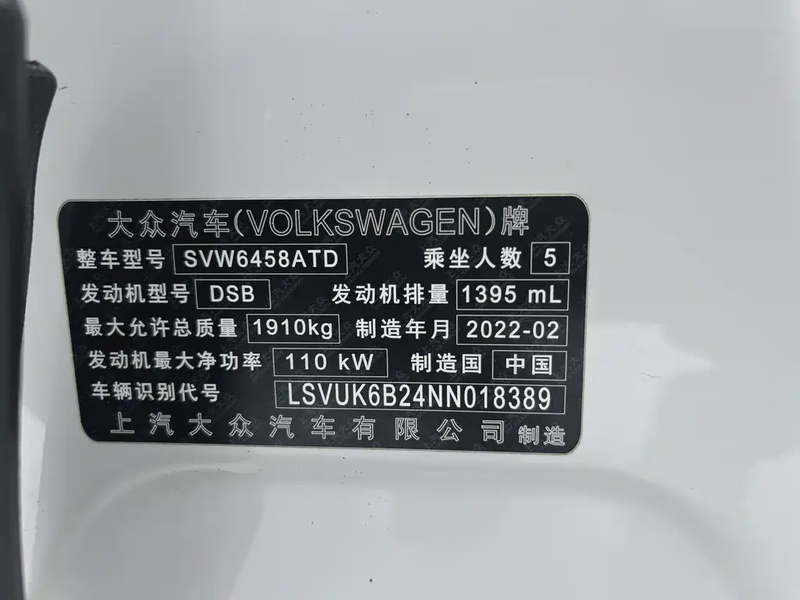 大众汽车(VOLKSWAGEN)牌
整车型号 SVW6458ATD 乘坐人数 5
发动机型号 DSB 发动机排量 1395 mL
最大允许总质量 1910kg 制造年月 2022-02
发动机最大净功率 110 kW 制造国 中国
车辆识别代号 LSVUK6B24NN018389
上汽大众汽车有限公司 制造